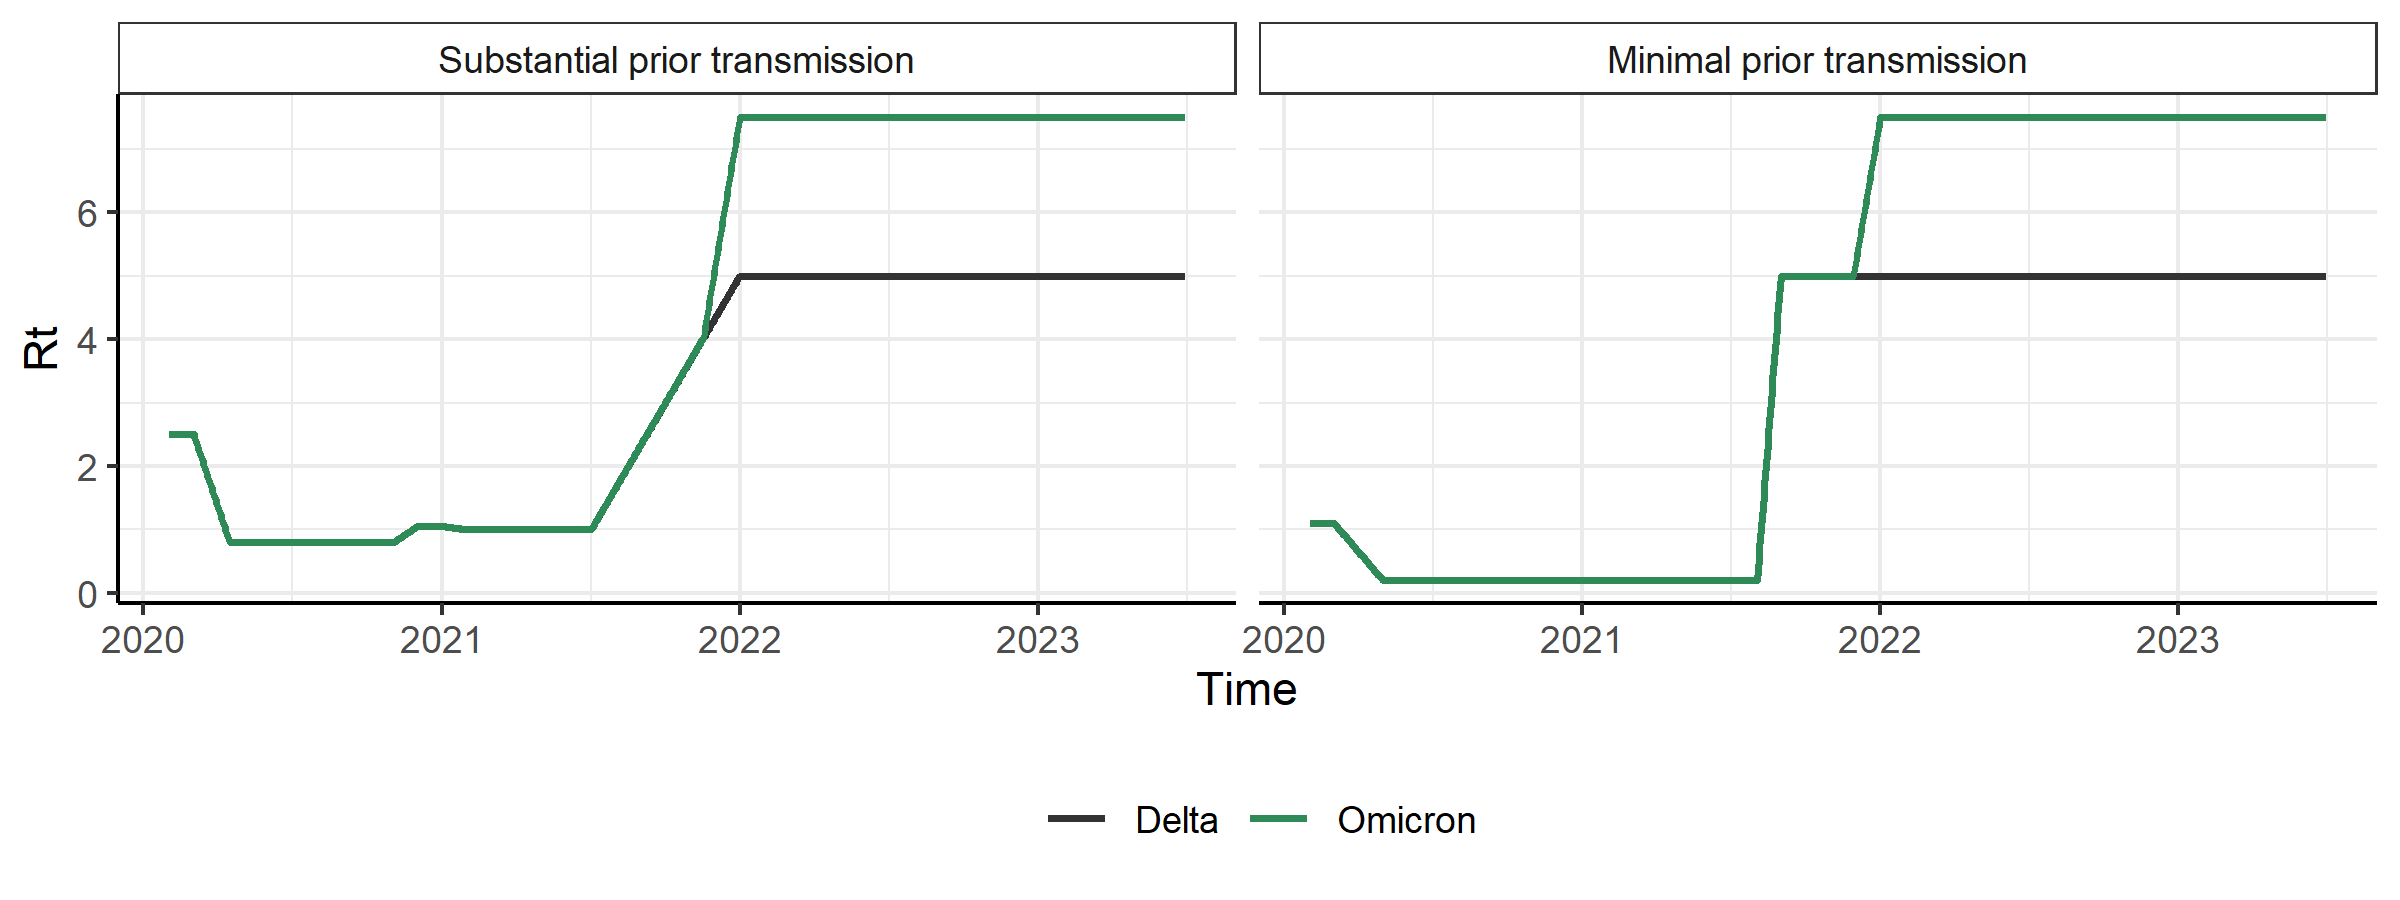 Substantial prior transmission
Minimal prior transmission
Rt
6
4
2
0
2020 2021 2022 2023 2020 2021 2022 2023
Time
Delta Omicron